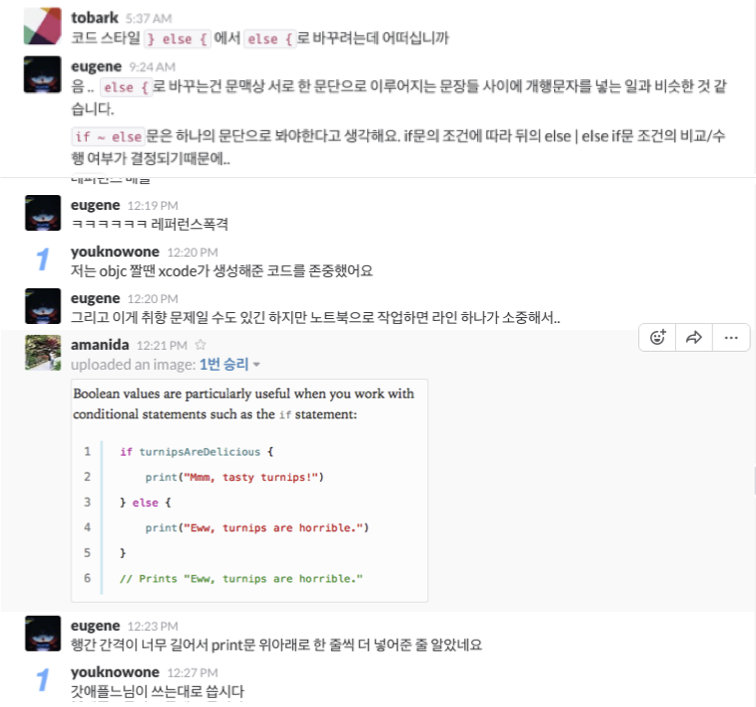 tobark 5:37 AM
코드 스타일 } else { 에서 else { 로 바꾸려는데 어떠십니까
eugene 9:24 AM
음 .. else { 로 바꾸는건 문맥상 서로 한 문단으로 이루어지는 문장들 사이에 개행문자를 넣는 일과 비슷한 것 같
습니다.
if ~ else 문은 하나의 문단으로 봐야한다고 생각해요. if문의 조건에 따라 뒤의 else | else if문 조건의 비교/수
행 여부가 결정되기때문에..
eugene 12:19 PM
ㅋㅋㅋㅋㅋㅋ 레퍼런스폭격
youknowone 12:20 PM
저는 objc 짤땐 xcode가 생성해준 코드를 존중했어요
eugene 12:20 PM
그리고 이게 취향 문제일 수도 있긴 하지만 노트북으로 작업하면 라인 하나가 소중해서..
amanida 12:21 PM
uploaded an image: 1번 승리
Boolean values are particularly useful when you work with
conditional statements such as the if statement:
1 if turnipsAreDelicious {
2 print("Mmm, tasty turnips!")
3 } else {
4 print("Eww, turnips are horrible.")
5 }
6 // Prints "Eww, turnips are horrible."
eugene 12:23 PM
행간 간격이 너무 길어서 print문 위아래로 한 줄씩 더 넣어준 줄 알았네요
youknowone 12:27 PM
갓애플느님이 쓰는대로 씁시다